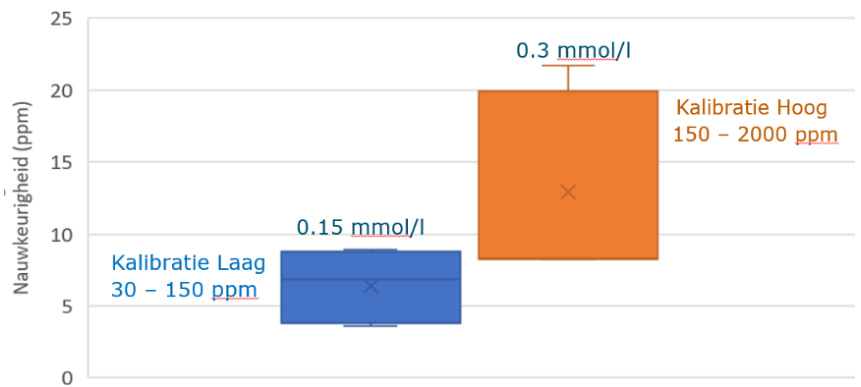 25
20
15
10
5
0
Nauwkeurigheid (ppm)
0.3 mmol/l
Kalibratie Hoog
150 – 2000 ppm
0.15 mmol/l
Kalibratie Laag
30 – 150 ppm